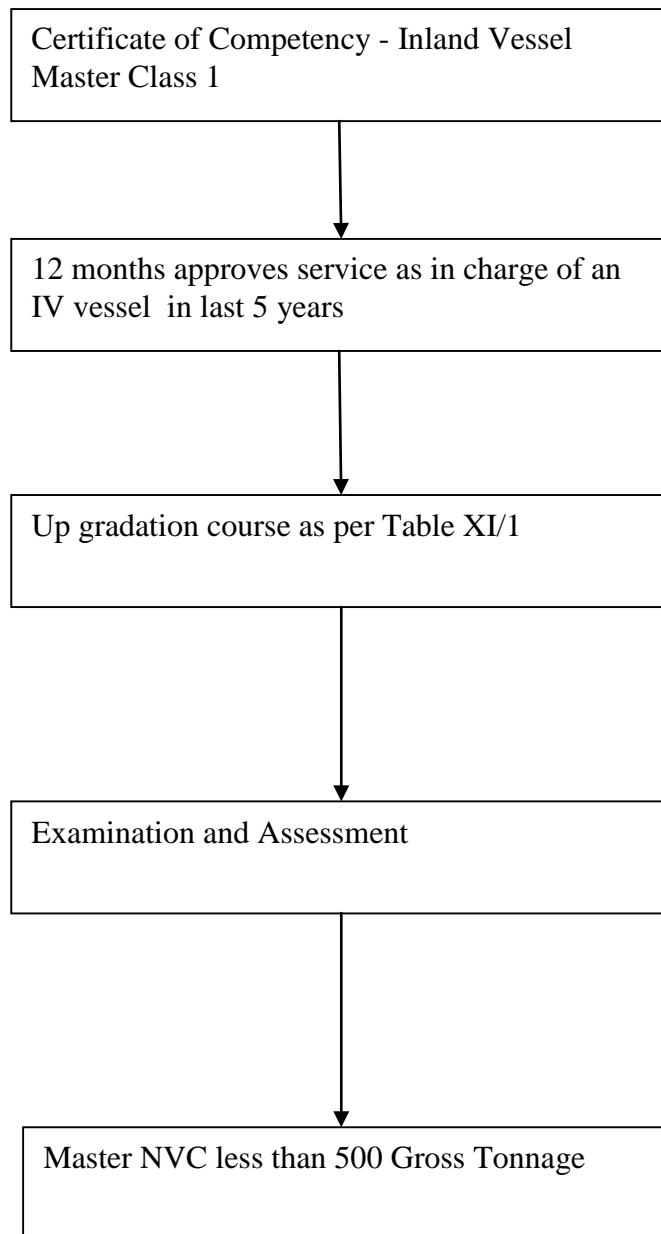 Certificate of Competency - Inland Vessel
Master Class 1
12 months approves service as in charge of an
IV vessel  in last 5 years
Up gradation course as per Table XI/1
Examination and Assessment
Master NVC less than 500 Gross Tonnage